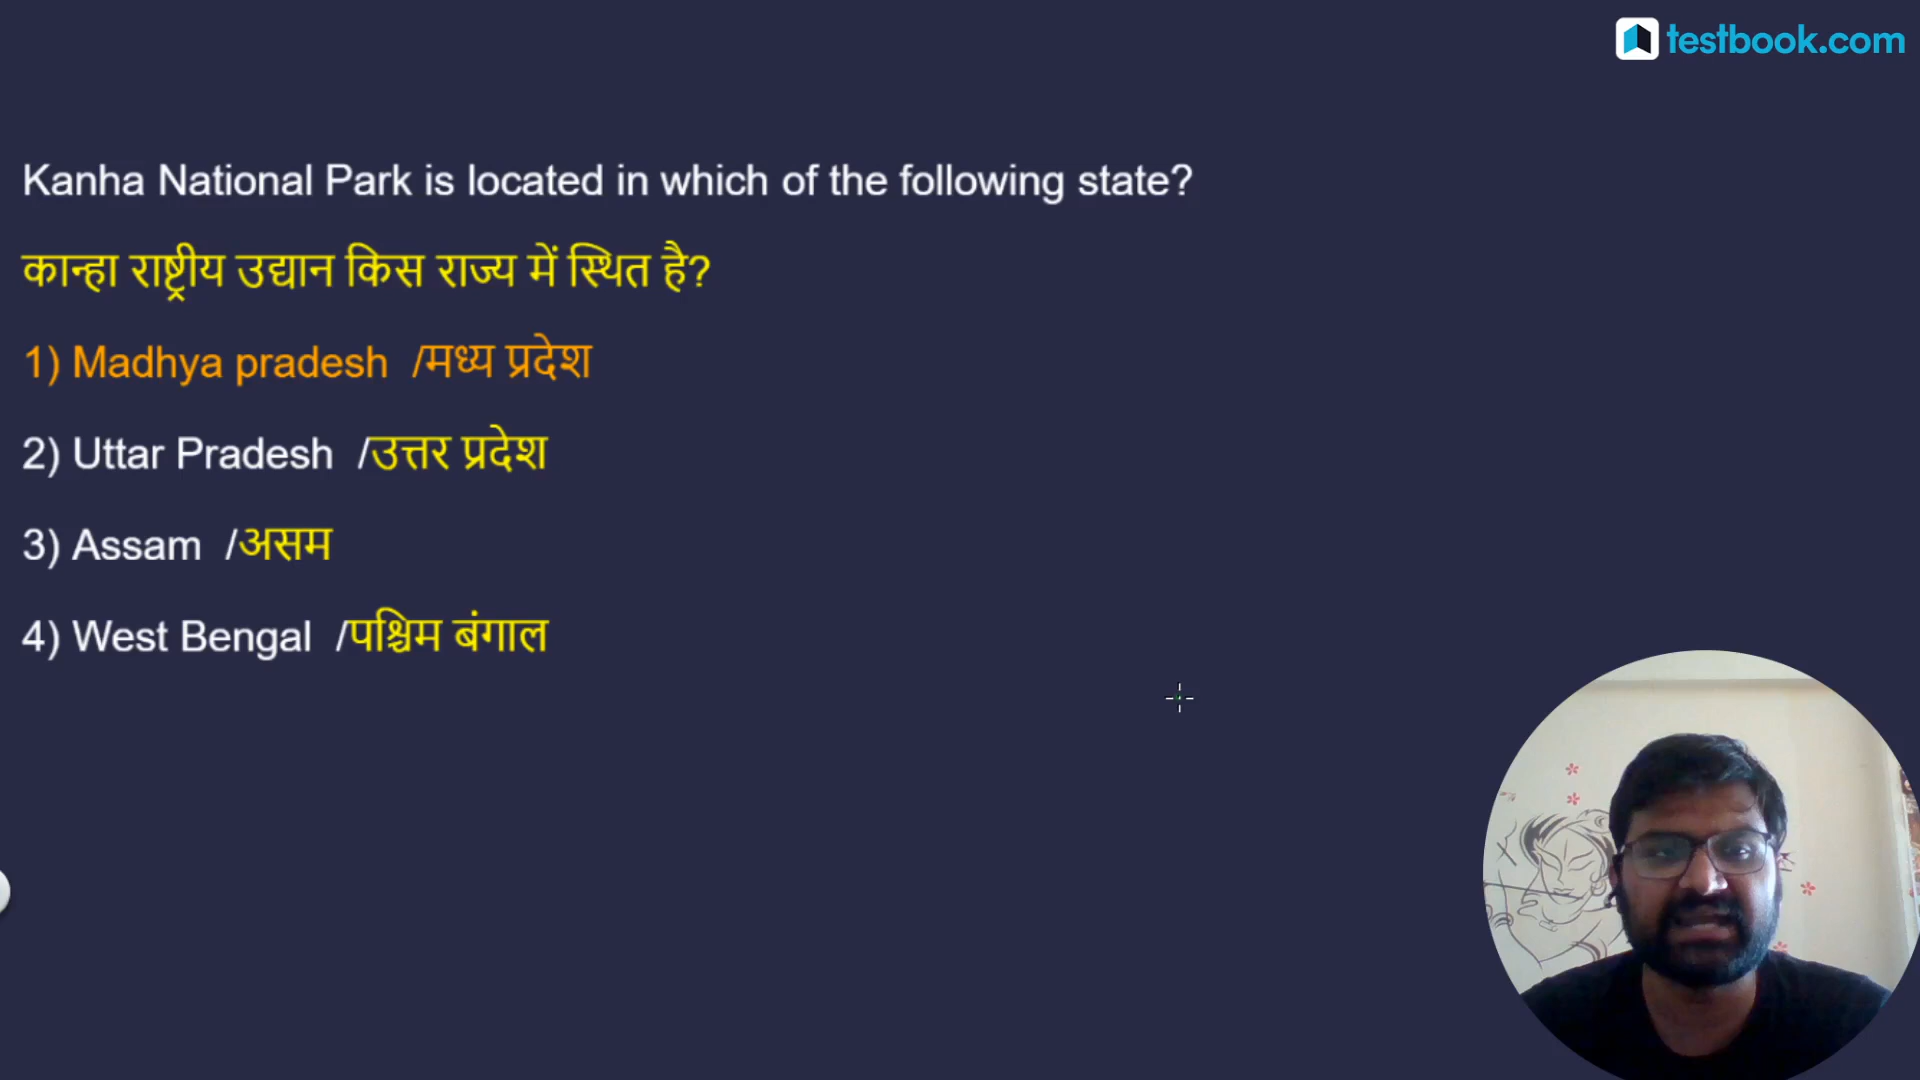 testbook.com
Kanha National Park is located in which of the following state?
कान्हा राष्ट्रीय उद्यान किस राज्य में स्थित है?
1) Madhya pradesh /मध्य प्रदेश
2) Uttar Pradesh /उत्तर प्रदेश
3) Assam /असम
4) West Bengal /पश्चिम बंगाल